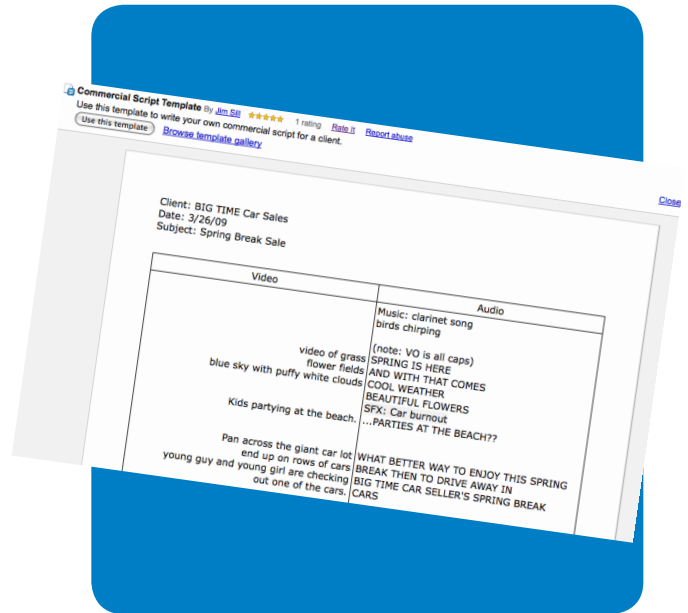 Commercial Script Template By Jim Sill 1 rating Rate It Report abuse
Use this template to write your own commercial script for a client.
Use this template Browse template gallery
Close
Client: BIG TIME Car Sales
Date: 3/26/09
Subject: Spring Break Sale
Video Audio
Music: clarinet song
birds chirping
(note: VO is all caps)
video of grass SPRING IS HERE
flower fields AND WITH THAT COMES
blue sky with puffy white clouds COOL WEATHER
BEAUTIFUL FLOWERS
SFX: Car burnout
Kids partying at the beach. ...PARTIES AT THE BEACH??
Pan across the giant car lot WHAT BETTER WAY TO ENJOY THIS SPRING
end up on rows of cars BREAK THEN TO DRIVE AWAY IN
young guy and young girl are checking BIG TIME CAR SELLER'S SPRING BREAK
out one of the cars. CARS